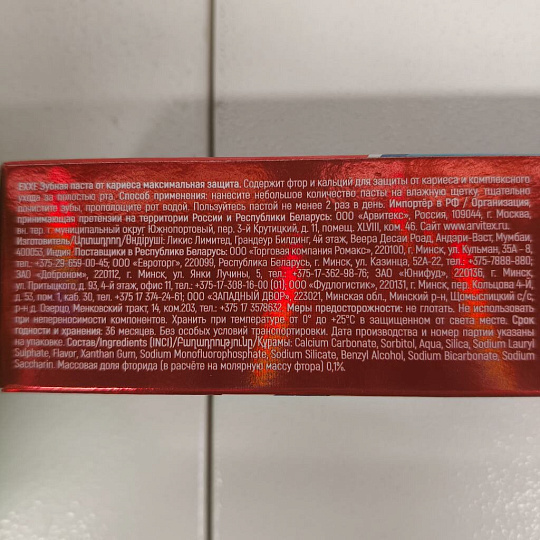 DEXXE Зубная паста от кариеса максимальная защита. Содержит фтор и кальций для защиты от кариеса и комплексного
ухода за полостью рта. Способ применения: нанесите небольшое количество пасты на влажную щетку, тщательно
почистите зубы, прополощите рот водой. Пользуйтесь пастой не менее 2 раз в день. Импортёр в РФ / Организация,
принимающая претензии на территории России и Республики Беларусь: ООО «Арвитекс», Россия, 109044, г. Москва,
вн. тер. г. муниципальный округ Южнопортовый, пер. 3-й Крутицкий, д. 11, помещ. XLVIII, ком. 46. Сайт www.arvitex.ru.
Изготовитель/Արտադրող/Өндіруші: Ликис Лимитед, Грандеур Билдинг, 4й этаж, Веера Десаи Роад, Андари-Вэст, Мумбаи,
400053, Индия. Поставщики в Республику Беларусь: ООО «Торговая компания Ромакс», 220100, г. Минск, ул. Кульман, 35А – 8,
тел.: +375-29-659-00-45; ООО «Евроторг», 220099, Республика Беларусь, г. Минск, ул. Казинца, 52А-22, тел.: +375-7888-880;
ЗАО «Доброном», 220112, г. Минск, ул. Янки Лучины, 5, тел.: +375-17-362-98-76; ЗАО «Юнифуд», 220136, г. Минск,
ул. Притыцкого, д. 93, 4-й этаж, офис 11, тел.: +375-17-308-16-00 (01); ООО «Фудлогистик», 220131, г. Минск, пер. Кольцова 4-й,
д. 53, пом. 1, каб. 30, тел. +375 17 374-24-61; ООО «ЗАПАДНЫЙ ДВОР», 223021, Минская обл., Минский р-н, Щомыслицкий с/с,
р-н д. Озерцо, Менковский тракт, 14, ком.203, тел.: +375 17 3578632. Меры предосторожности: не глотать. Не использовать
при непереносимости компонентов. Хранить при температуре от 0° до +25°C в защищенном от света месте. Срок
годности и хранения: 36 месяцев. Без особых условий транспортировки. Дата производства и номер партии указаны
на упаковке. Состав/Ingredients (INCI)/Բաղադրությունը/Құрамы: Calcium Carbonate, Sorbitol, Aqua, Silica, Sodium Lauryl
Sulphate, Flavor, Xanthan Gum, Sodium Monofluorophosphate, Sodium Silicate, Benzyl Alcohol, Sodium Bicarbonate, Sodium
Saccharin. Массовая доля фторида (в расчёте на молярную массу фтора) 0,1%.